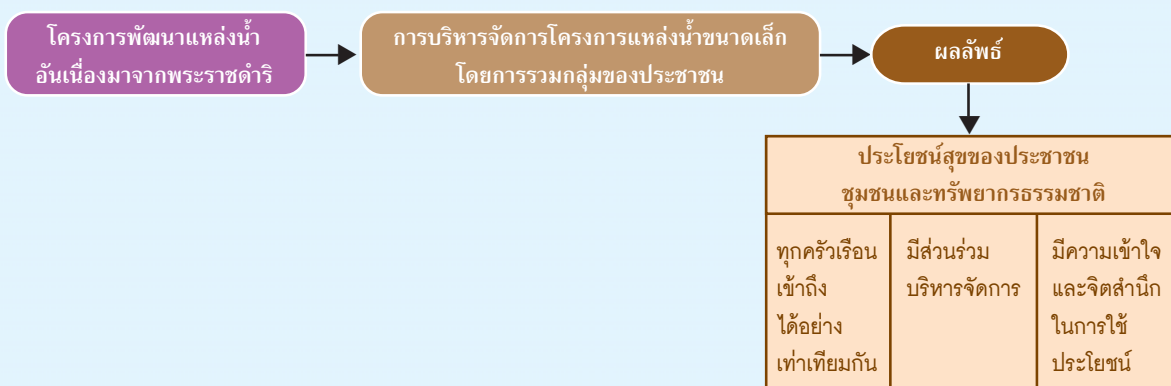 โครงการพัฒนาแหล่งน้ำ
อันเนื่องมาจากพระราชดำริ
การบริหารจัดการโครงการแหล่งน้ำขนาดเล็ก
โดยการรวมกลุ่มของประชาชน
ผลลัพธ์
ประโยชน์สุขของประชาชน
ชุมชนและทรัพยากรธรรมชาติ
ทุกครัวเรือน
เข้าถึง
ได้อย่าง
เท่าเทียมกัน
มีส่วนร่วม
บริหารจัดการ
มีความเข้าใจ
และจิตสำนึก
ในการใช้
ประโยชน์